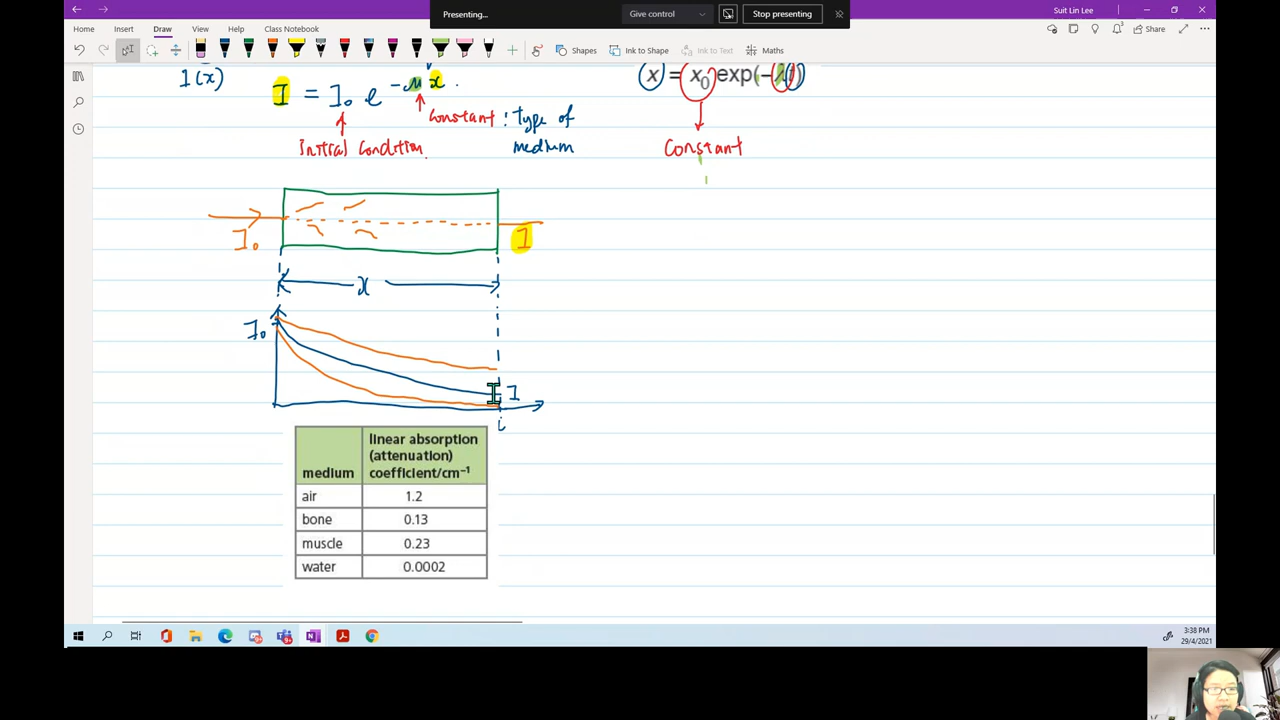 Presenting...
Give control
Stop presenting
Suit Lin Lee
Home Insert Draw View Help Class Notebook
Share
Shapes Ink to Shape Ink to Text Maths
I(x)
I = I₀ e^(-μx).
(x) = x₀ exp(−λt)
Constant : Type of
medium
Initial Condition.
Constant
I₀
I
x
I₀
I
medium linear absorption (attenuation) coefficient/cm⁻¹
air 1.2
bone 0.13
muscle 0.23
water 0.0002
3:38 PM
29/4/2021